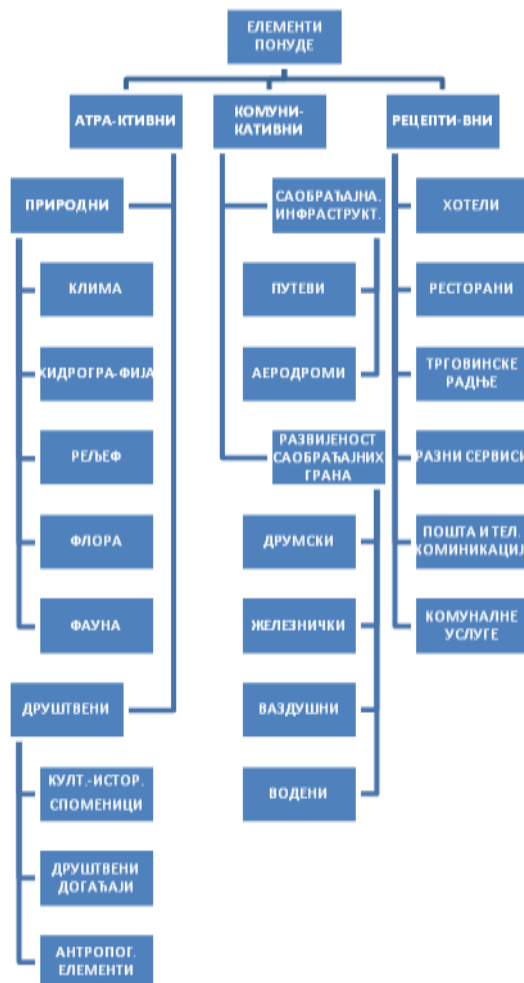 ЕЛЕМЕНТИ
ПОНУДЕ
АТРА-КТИВНИ
ПРИРОДНИ
КЛИМА
ХИДРОГРА-ФИЈА
РЕЉЕФ
ФЛОРА
ФАУНА
ДРУШТВЕНИ
КУЛТ.-ИСТОР.
СПОМЕНИЦИ
ДРУШТВЕНИ
ДОГАЂАЈИ
АНТРОПОГ.
ЕЛЕМЕНТИ
КОМУНИ-
КАТИВНИ
САОБРАЋАЈНА.
ИНФРАСТРУКТ.
ПУТЕВИ
АЕРОДРОМИ
РАЗВИЈЕНОСТ
САОБРАЋАЈНИХ
ГРАНА
ДРУМСКИ
ЖЕЛЕЗНИЧКИ
ВАЗДУШНИ
ВОДЕНИ
РЕЦЕПТИ-ВНИ
ХОТЕЛИ
РЕСТОРАНИ
ТРГОВИНСКЕ
РАДЊЕ
РАЗНИ СЕРВИСИ
ПОШТА И ТЕЛ.
КОМИНИКАЦИЈ
КОМУНАЛНЕ
УСЛУГЕ